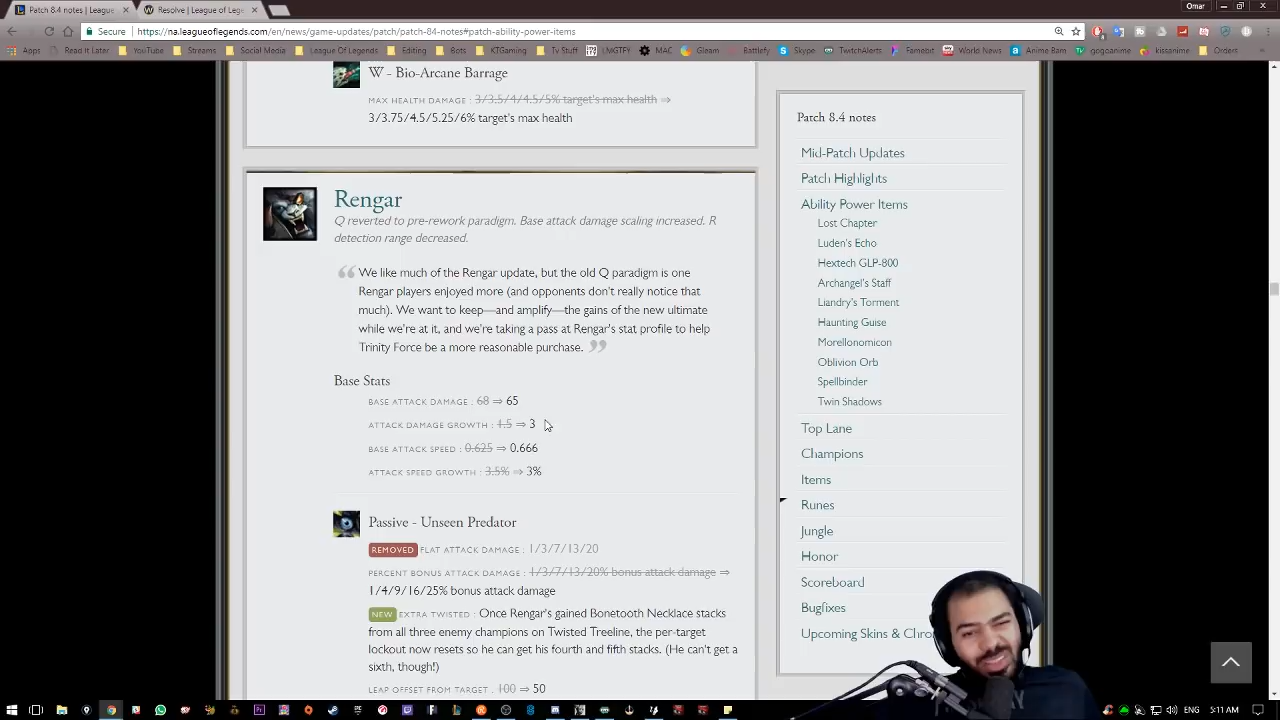 Patch 8.4 notes | League
Resolve | League of Lege
Omar
Secure
https://na.leagueoflegends.com/en/news/game-updates/patch/patch-84-notes#patch-ability-power-items
Apps
Read It Later
YouTube
Streams
Social Media
League Of Legends
Editing
Bots
KTGaming
Tv Stuff
LMGTFY
MAC
Gleam
Battlefy
Skype
TwitchAlerts
Famebit
World News
Anime Bam
gogoanime
kissanime
Orders
W - Bio-Arcane Barrage
MAX HEALTH DAMAGE : 3/3.5/4/4.5/5% target's max health ⇒
3/3.75/4.5/5.25/6% target's max health
Rengar
Q reverted to pre-rework paradigm. Base attack damage scaling increased. R
detection range decreased.
We like much of the Rengar update, but the old Q paradigm is one
Rengar players enjoyed more (and opponents don't really notice that
much). We want to keep—and amplify—the gains of the new ultimate
while we're at it, and we're taking a pass at Rengar's stat profile to help
Trinity Force be a more reasonable purchase.
Base Stats
BASE ATTACK DAMAGE : 68 ⇒ 65
ATTACK DAMAGE GROWTH : 1.5 ⇒ 3
BASE ATTACK SPEED : 0.625 ⇒ 0.666
ATTACK SPEED GROWTH : 3.5% ⇒ 3%
Passive - Unseen Predator
REMOVED FLAT ATTACK DAMAGE : 1/3/7/13/20
PERCENT BONUS ATTACK DAMAGE : 1/3/7/13/20% bonus attack damage ⇒
1/4/9/16/25% bonus attack damage
NEW EXTRA TWISTED : Once Rengar's gained Bonetooth Necklace stacks
from all three enemy champions on Twisted Treeline, the per-target
lockout now resets so he can get his fourth and fifth stacks. (He can't get a
sixth, though!)
LEAP OFFSET FROM TARGET : 100 ⇒ 50
Patch 8.4 notes
Mid-Patch Updates
Patch Highlights
Ability Power Items
Lost Chapter
Luden's Echo
Hextech GLP-800
Archangel's Staff
Liandry's Torment
Haunting Guise
Morellonomicon
Oblivion Orb
Spellbinder
Twin Shadows
Top Lane
Champions
Items
Runes
Jungle
Honor
Scoreboard
Bugfixes
Upcoming Skins & Chro
ENG
5:11 AM